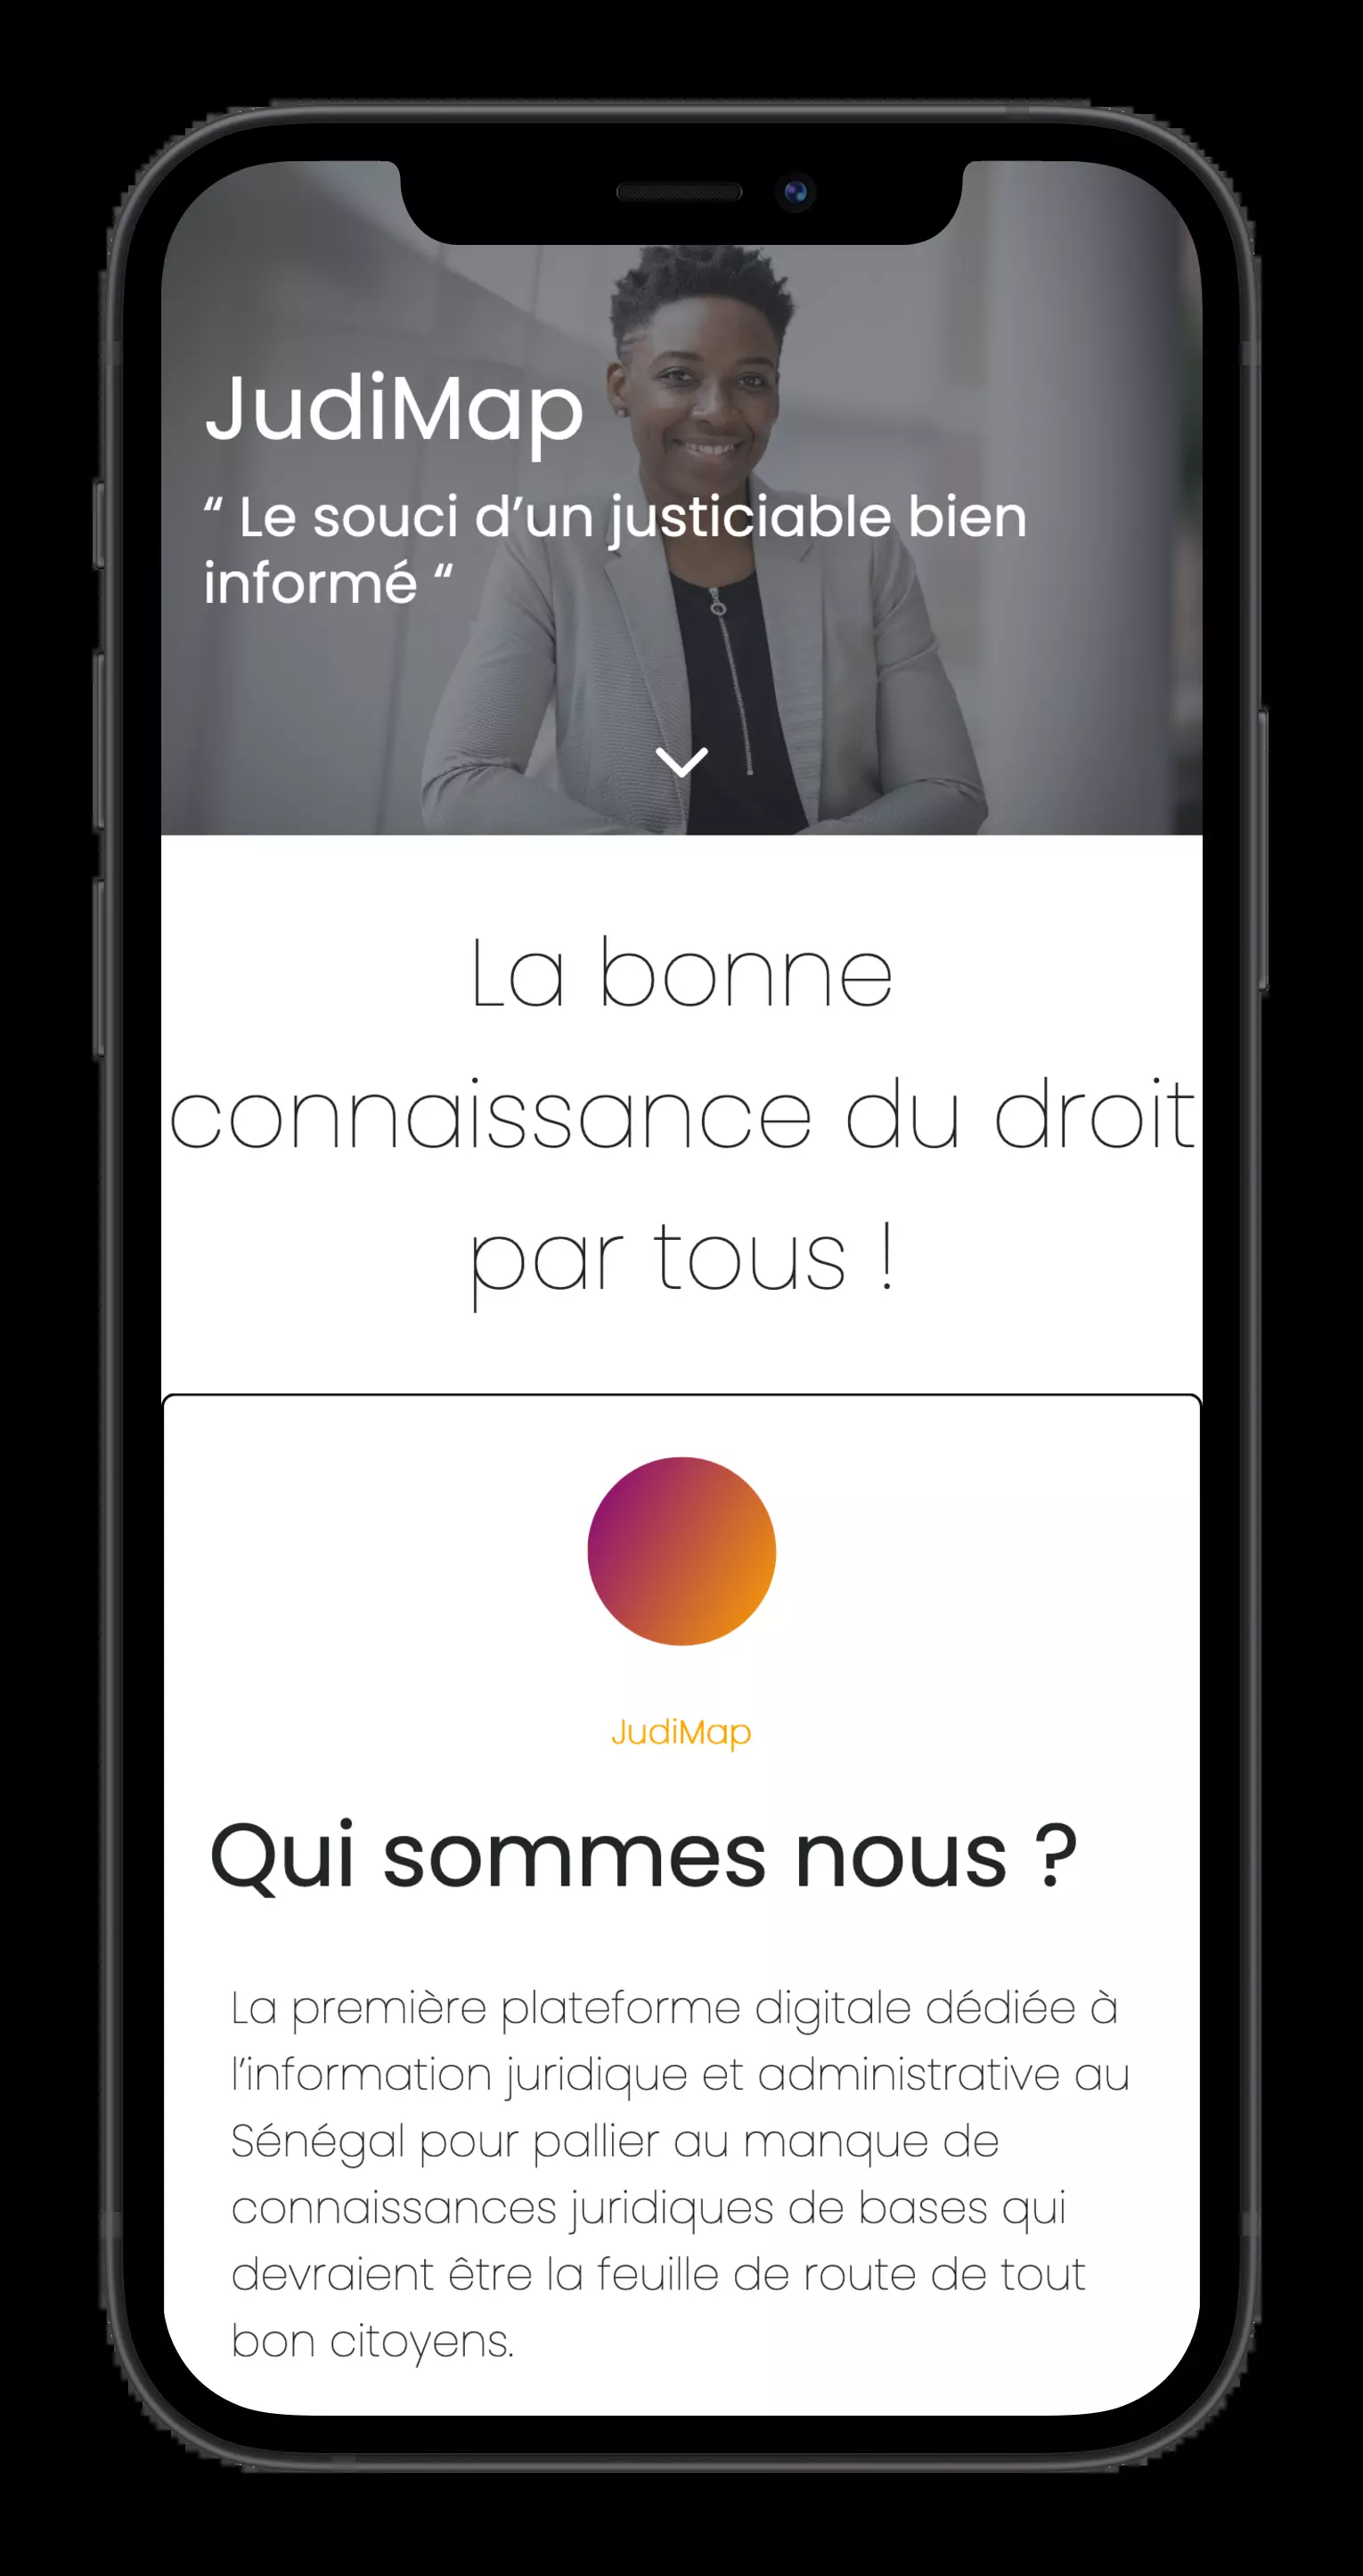 JudiMap
“ Le souci d’un justiciable bien
informé “
La bonne
connaissance du droit
par tous !
JudiMap
Qui sommes nous ?
La première plateforme digitale dédiée à
l’information juridique et administrative au
Sénégal pour pallier au manque de
connaissances juridiques de bases qui
devraient être la feuille de route de tout
bon citoyens.